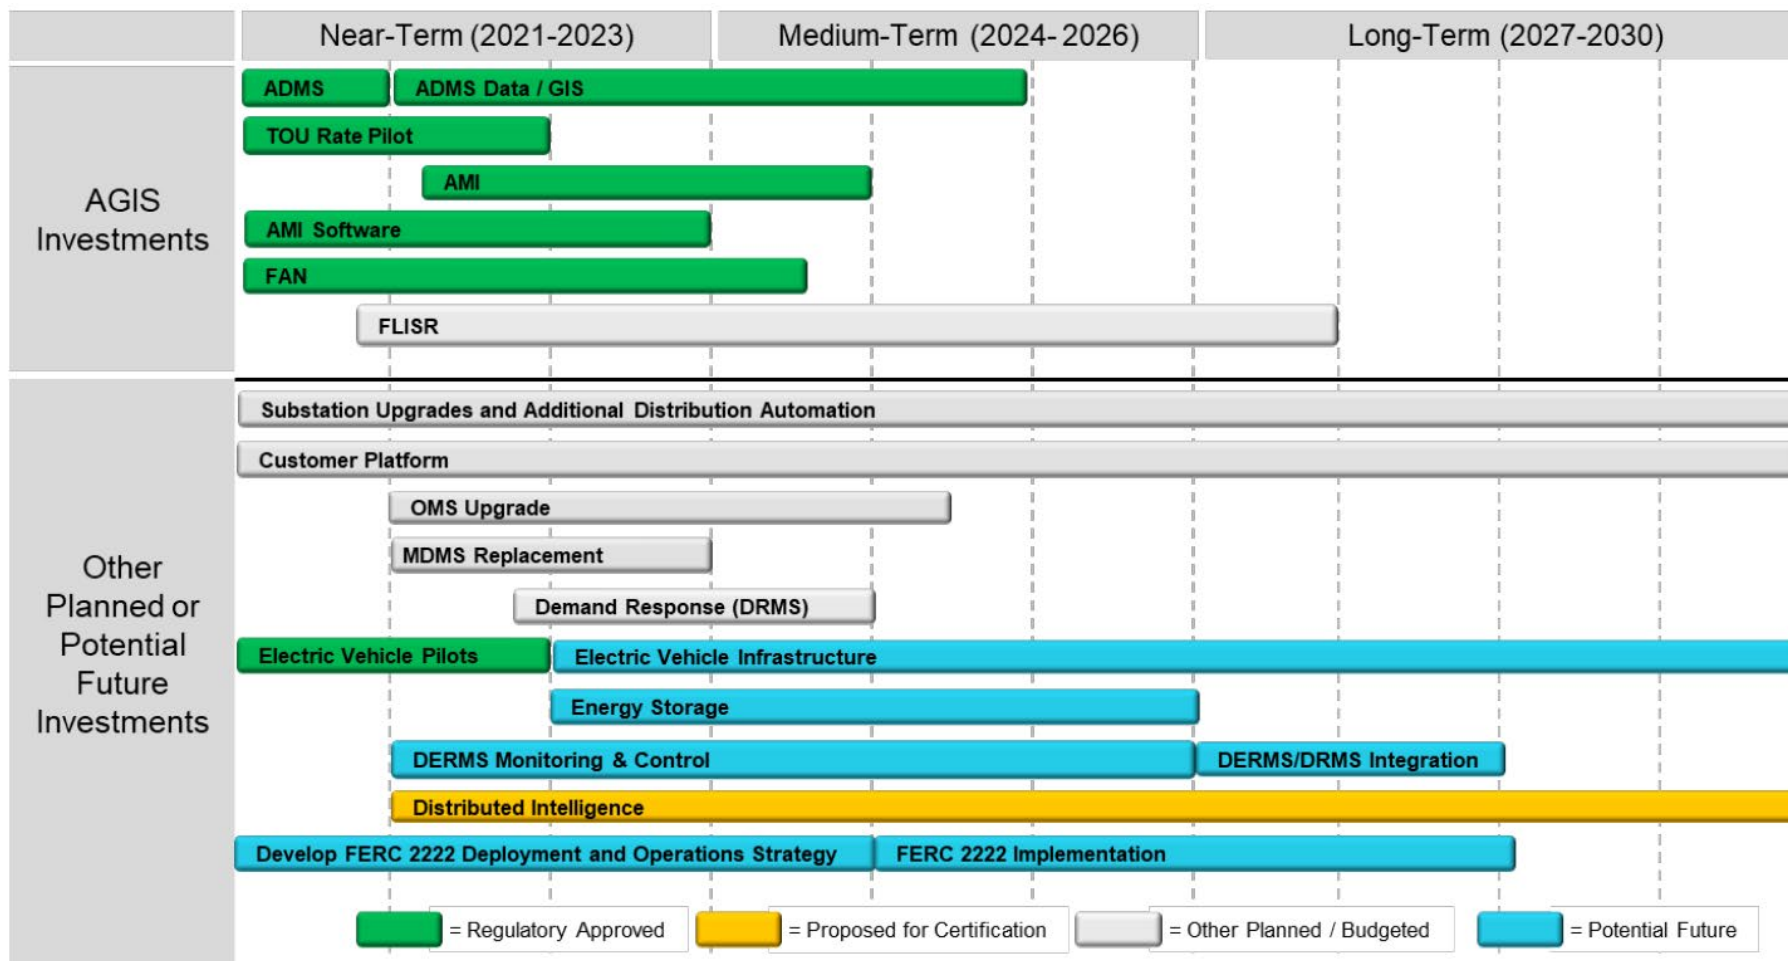 Near-Term (2021-2023)
Medium-Term (2024- 2026)
Long-Term (2027-2030)
AGIS
Investments
ADMS
ADMS Data / GIS
TOU Rate Pilot
AMI
AMI Software
FAN
FLISR
Other
Planned or
Potential
Future
Investments
Substation Upgrades and Additional Distribution Automation
Customer Platform
OMS Upgrade
MDMS Replacement
Demand Response (DRMS)
Electric Vehicle Pilots
Electric Vehicle Infrastructure
Energy Storage
DERMS Monitoring & Control
DERMS/DRMS Integration
Distributed Intelligence
Develop FERC 2222 Deployment and Operations Strategy
FERC 2222 Implementation
= Regulatory Approved
= Proposed for Certification
= Other Planned / Budgeted
= Potential Future